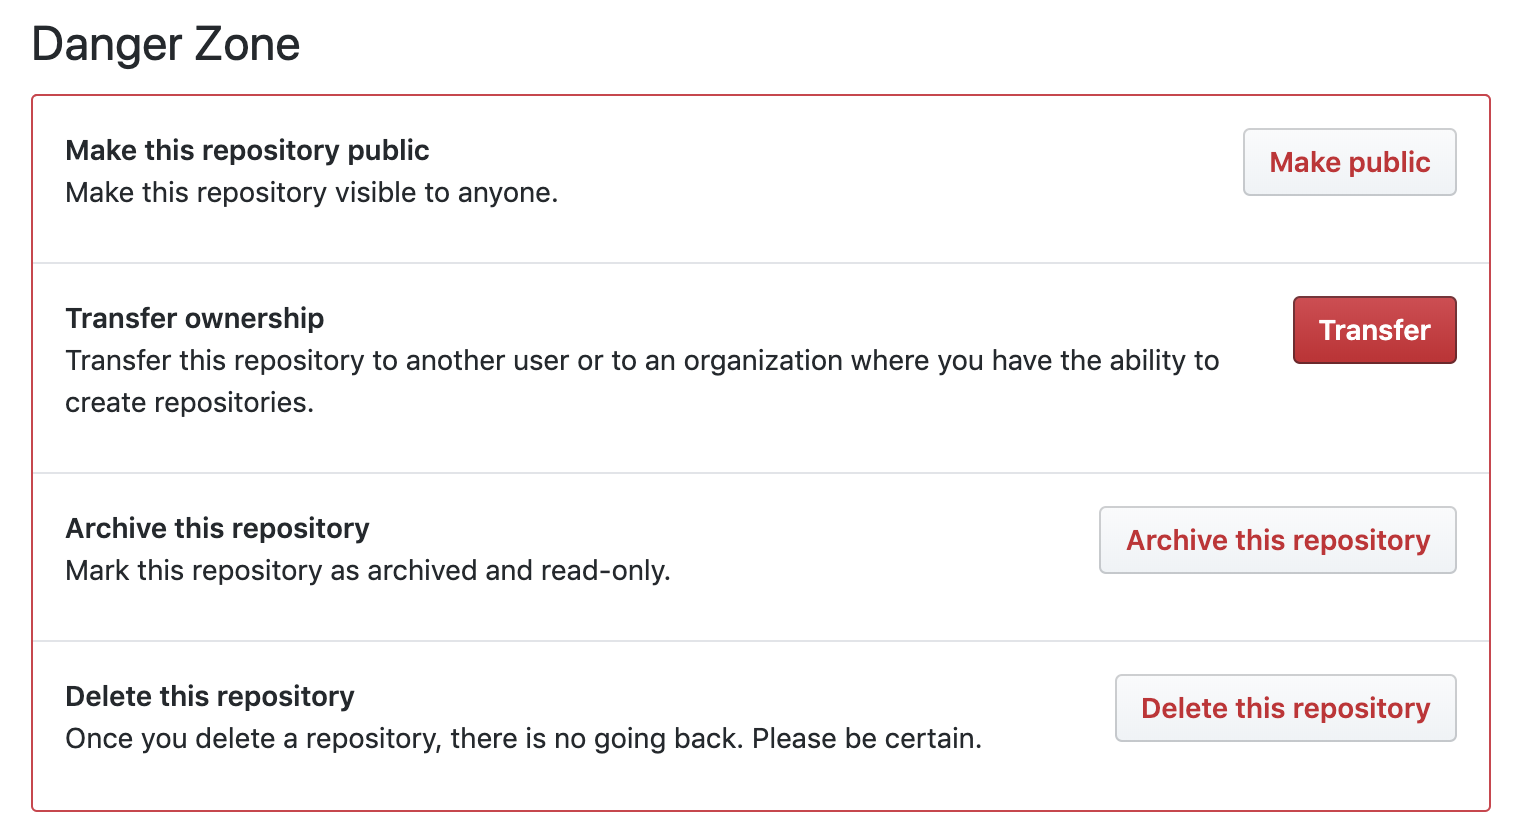 Danger Zone
Make this repository public
Make this repository visible to anyone.
Make public
Transfer ownership
Transfer this repository to another user or to an organization where you have the ability to
create repositories.
Transfer
Archive this repository
Mark this repository as archived and read-only.
Archive this repository
Delete this repository
Once you delete a repository, there is no going back. Please be certain.
Delete this repository